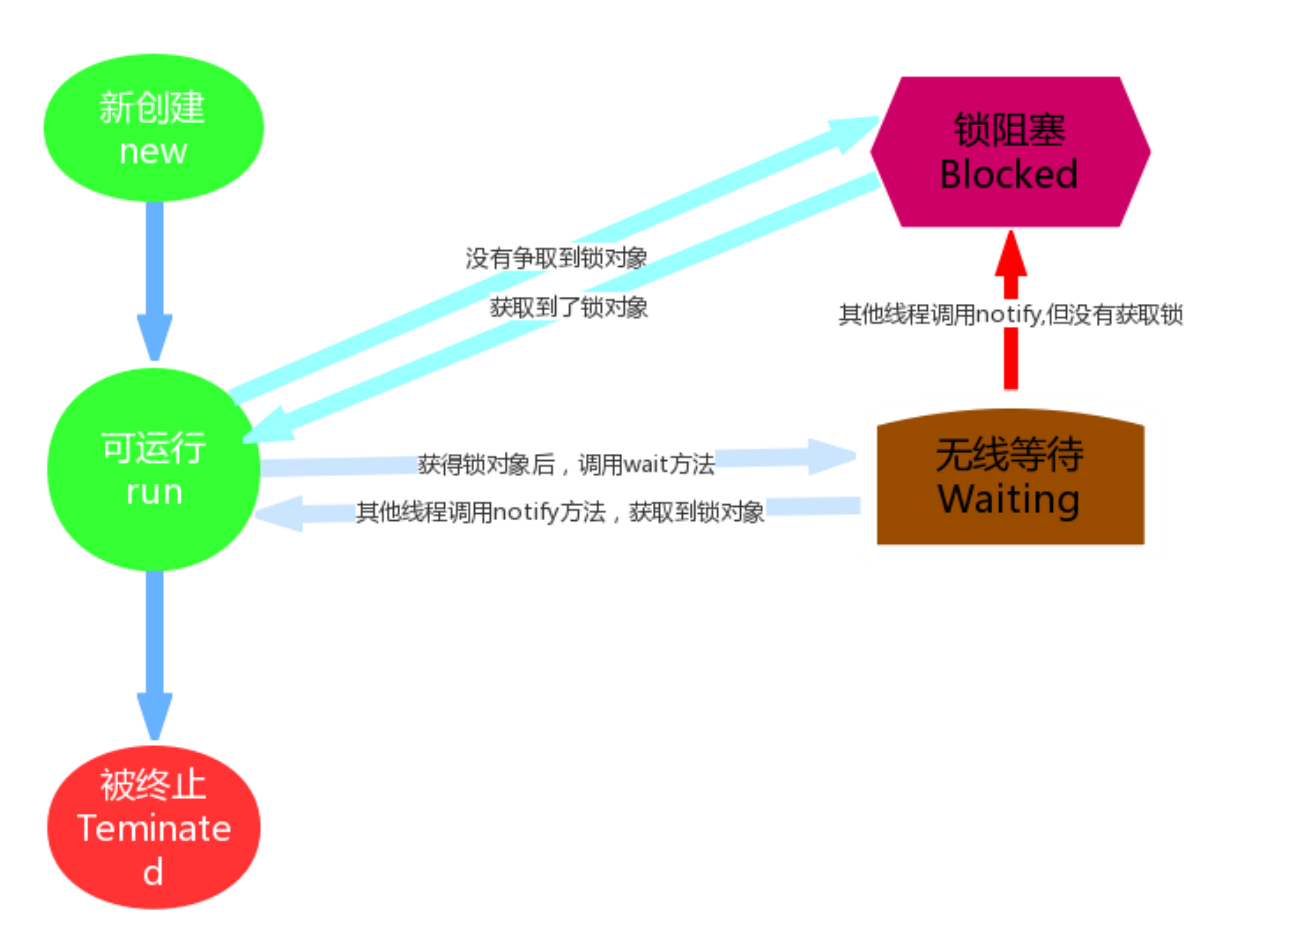 新创建
new
锁阻塞
Blocked
没有争取到锁对象
获取到了锁对象
其他线程调用notify,但没有获取锁
可运行
run
获得锁对象后，调用wait方法
其他线程调用notify方法，获取到锁对象
无线等待
Waiting
被终止
Teminate
d